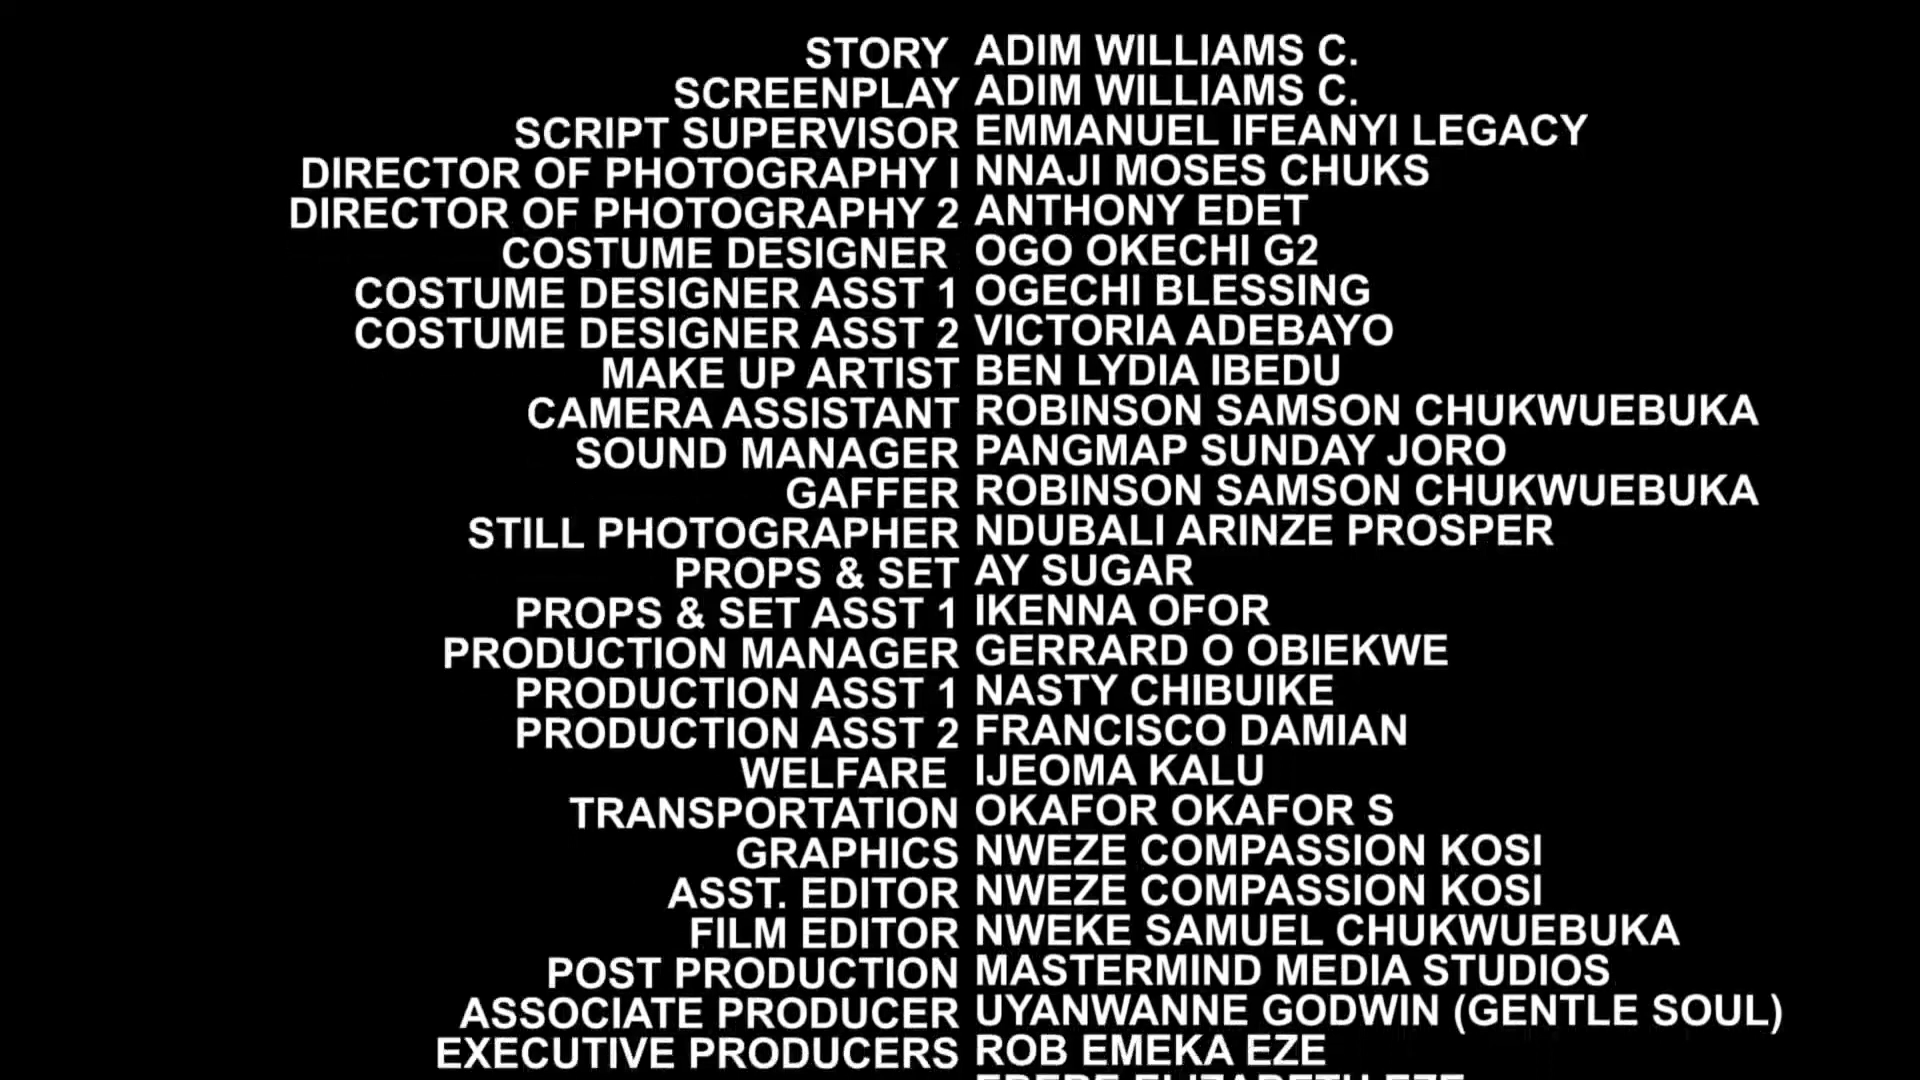 STORY ADIM WILLIAMS C.
SCREENPLAY ADIM WILLIAMS C.
SCRIPT SUPERVISOR EMMANUEL IFEANYI LEGACY
DIRECTOR OF PHOTOGRAPHY I NNAJI MOSES CHUKS
DIRECTOR OF PHOTOGRAPHY 2 ANTHONY EDET
COSTUME DESIGNER OGO OKECHI G2
COSTUME DESIGNER ASST 1 OGECHI BLESSING
COSTUME DESIGNER ASST 2 VICTORIA ADEBAYO
MAKE UP ARTIST BEN LYDIA IBEDU
CAMERA ASSISTANT ROBINSON SAMSON CHUKWUEBUKA
SOUND MANAGER PANGMAP SUNDAY JORO
GAFFER ROBINSON SAMSON CHUKWUEBUKA
STILL PHOTOGRAPHER NDUBALI ARINZE PROSPER
PROPS & SET AY SUGAR
PROPS & SET ASST 1 IKENNA OFOR
PRODUCTION MANAGER GERRARD O OBIEKWE
PRODUCTION ASST 1 NASTY CHIBUIKE
PRODUCTION ASST 2 FRANCISCO DAMIAN
WELFARE IJEOMA KALU
TRANSPORTATION OKAFOR OKAFOR S
GRAPHICS NWEZE COMPASSION KOSI
ASST. EDITOR NWEZE COMPASSION KOSI
FILM EDITOR NWEKE SAMUEL CHUKWUEBUKA
POST PRODUCTION MASTERMIND MEDIA STUDIOS
ASSOCIATE PRODUCER UYANWANNE GODWIN (GENTLE SOUL)
EXECUTIVE PRODUCERS ROB EMEKA EZE